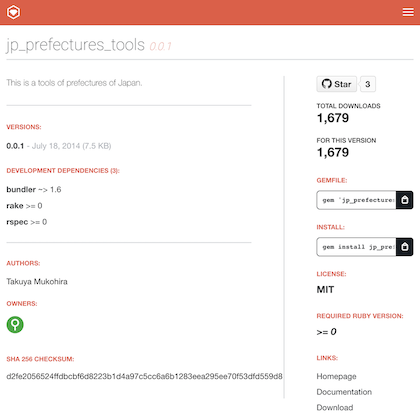 jp_prefectures_tools 0.0.1
This is a tools of prefectures of Japan.
VERSIONS:
0.0.1 - July 18, 2014 (7.5 KB)
DEVELOPMENT DEPENDENCIES (3):
bundler ~> 1.6
rake >= 0
rspec >= 0
AUTHORS:
Takuya Mukohira
OWNERS:
SHA 256 CHECKSUM:
d2fe2056524ffdbcbf6d8223b1d4a97c5cc6a6b1283eea295ee70f53dfd559d8
Star 3
TOTAL DOWNLOADS
1,679
FOR THIS VERSION
1,679
GEMFILE:
gem 'jp_prefecture
INSTALL:
gem install jp_pre
LICENSE:
MIT
REQUIRED RUBY VERSION:
>= 0
LINKS:
Homepage
Documentation
Download